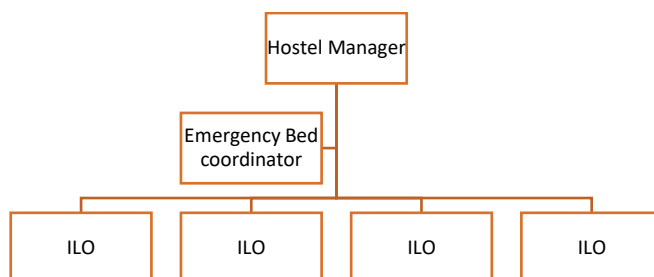 Hostel Manager
Emergency Bed
coordinator
ILO
ILO
ILO
ILO